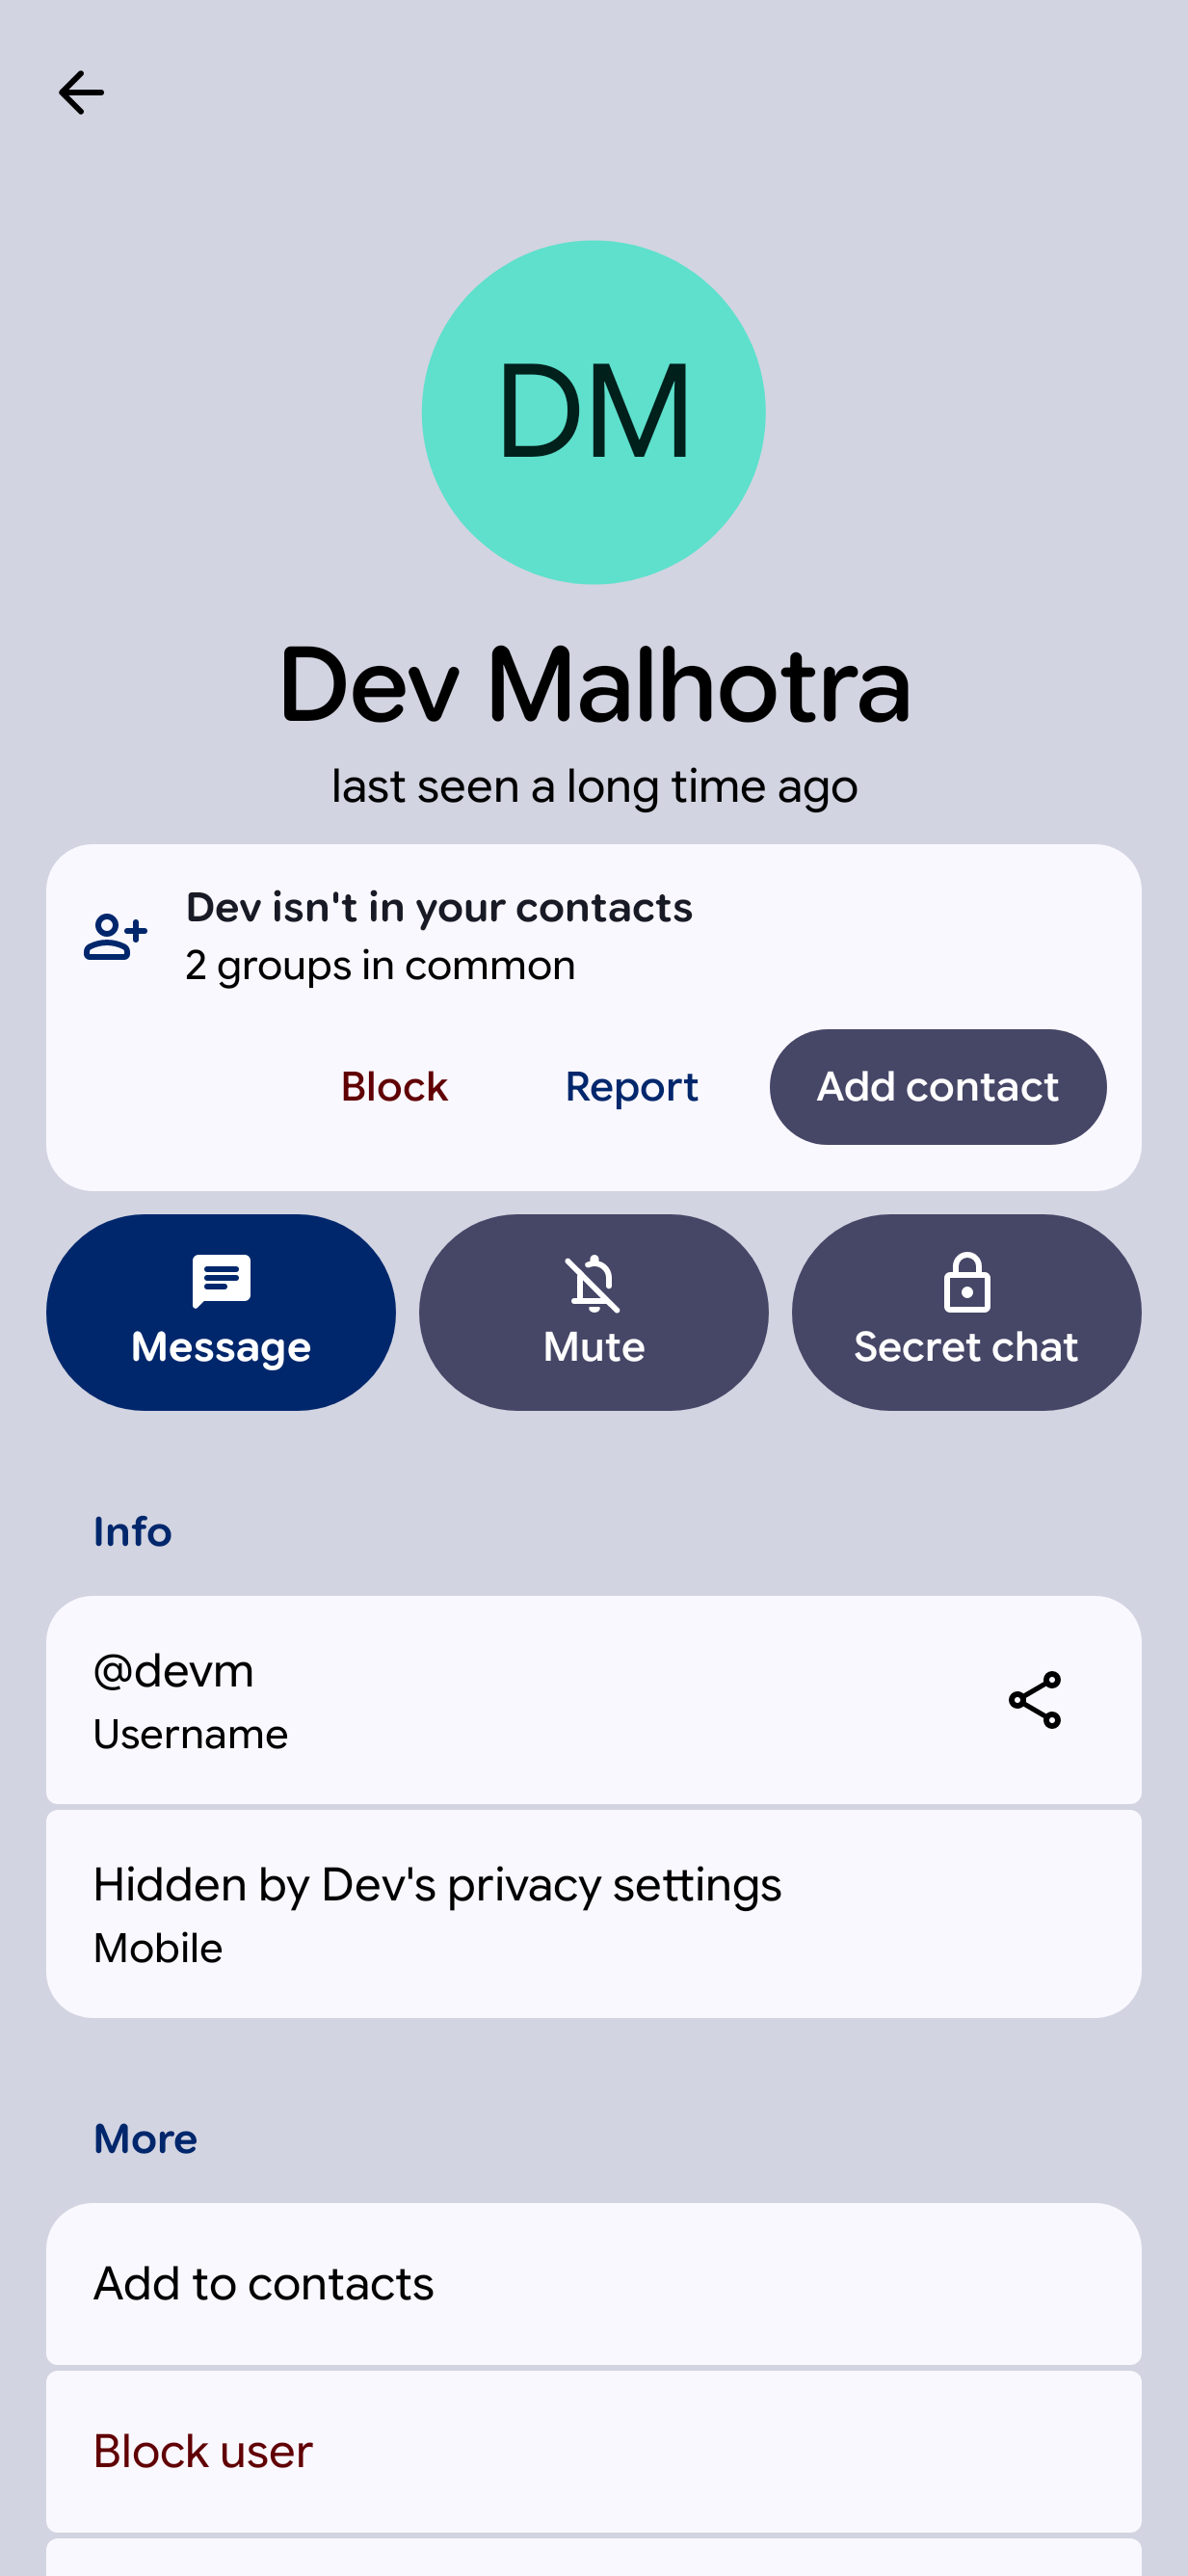 DM
Dev Malhotra
last seen a long time ago
Dev isn't in your contacts
2 groups in common
Block
Report
Add contact
Message
Mute
Secret chat
Info
@devm
Username
Hidden by Dev's privacy settings
Mobile
More
Add to contacts
Block user